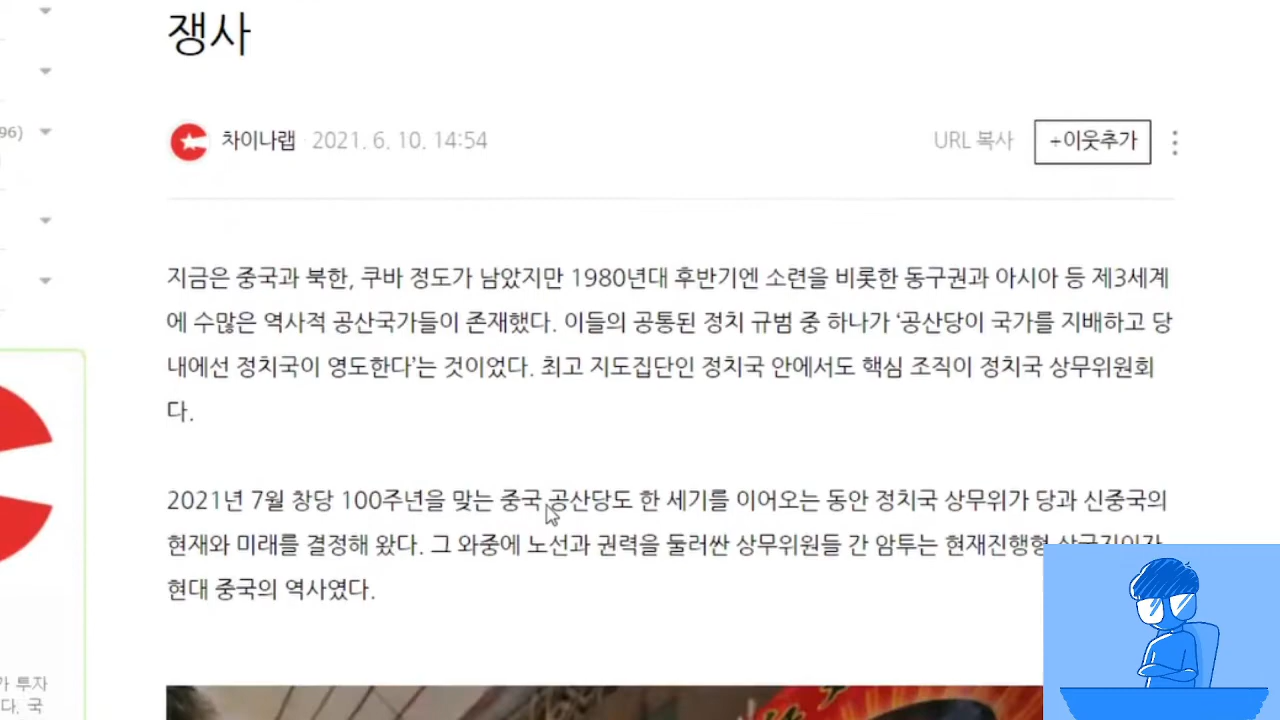 쟁사
차이나랩 · 2021. 6. 10. 14:54
URL 복사
+이웃추가
96)
지금은 중국과 북한, 쿠바 정도가 남았지만 1980년대 후반기엔 소련을 비롯한 동구권과 아시아 등 제3세계
에 수많은 역사적 공산국가들이 존재했다. 이들의 공통된 정치 규범 중 하나가 ‘공산당이 국가를 지배하고 당
내에선 정치국이 영도한다’는 것이었다. 최고 지도집단인 정치국 안에서도 핵심 조직이 정치국 상무위원회
다.
2021년 7월 창당 100주년을 맞는 중국 공산당도 한 세기를 이어오는 동안 정치국 상무위가 당과 신중국의
현재와 미래를 결정해 왔다. 그 와중에 노선과 권력을 둘러싼 상무위원들 간 암투는 현재진행형
현대 중국의 역사였다.
가 투자
다. 국